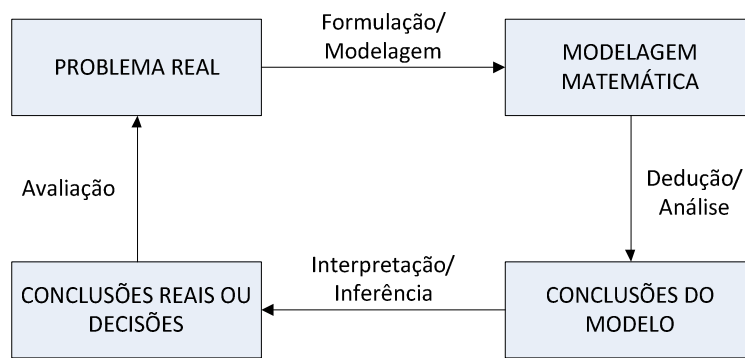 PROBLEMA REAL
Formulação/
Modelagem
MODELAGEM
MATEMÁTICA
Avaliação
Dedução/
Análise
CONCLUSÕES REAIS OU
DECISÕES
Interpretação/
Inferência
CONCLUSÕES DO
MODELO